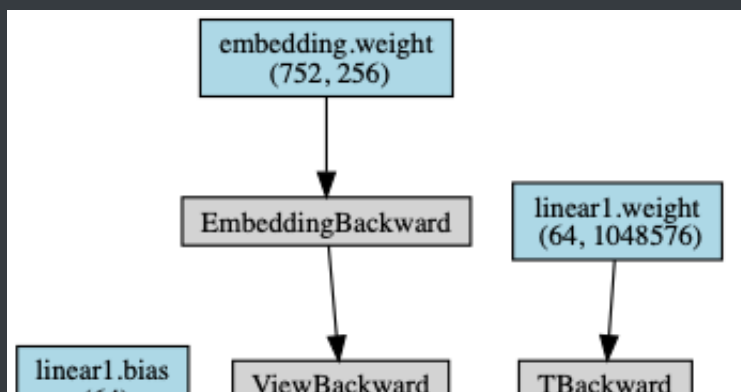 embedding.weight
(752, 256)
EmbeddingBackward
linear1.weight
(64, 1048576)
linear1.bias
ViewBackward
TBackward